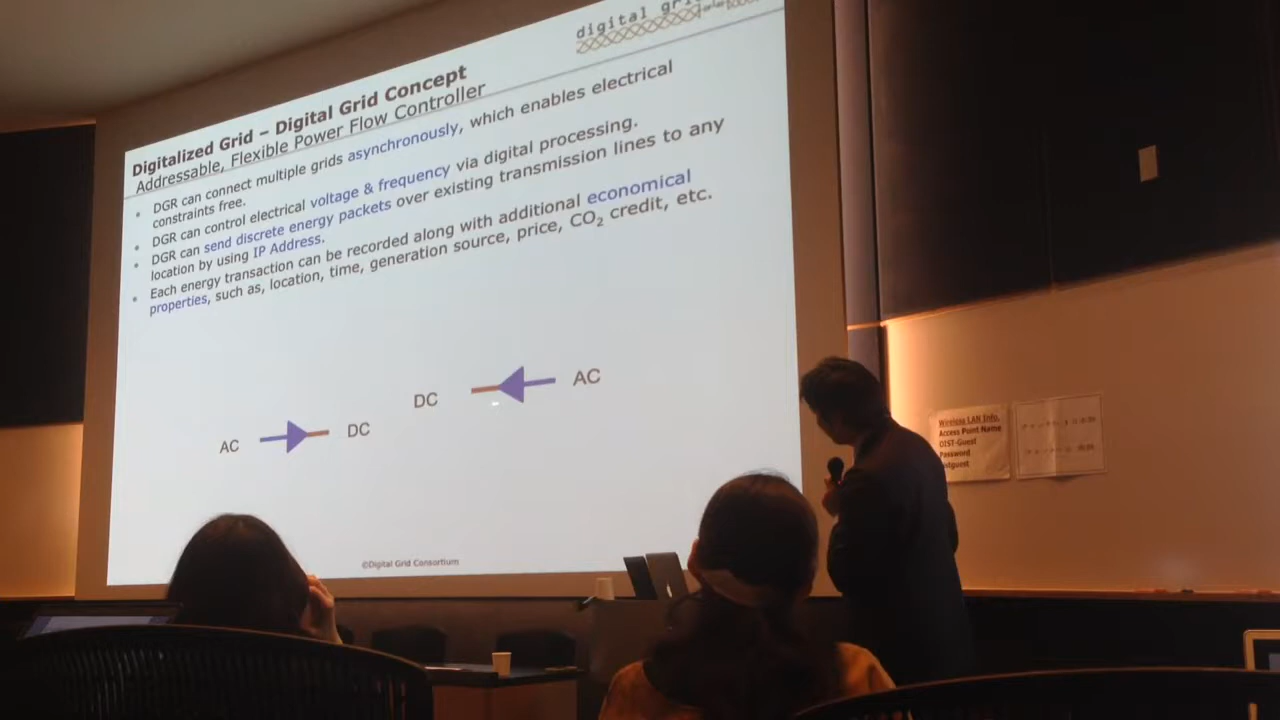 digital gri
Digitalized Grid – Digital Grid Concept
Addressable, Flexible Power Flow Controller
• DGR can connect multiple grids asynchronously, which enables electrical
constraints free.
• DGR can control electrical voltage & frequency via digital processing.
• DGR can send discrete energy packets over existing transmission lines to any
location by using IP Address.
• Each energy transaction can be recorded along with additional economical
properties, such as, location, time, generation source, price, CO₂ credit, etc.
DC
AC
AC
DC
©Digital Grid Consortium
Wireless LAN Info.
Access Point Name
OIST-Guest
Password